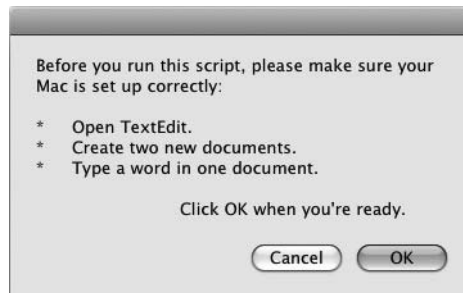 Before you run this script, please make sure your
Mac is set up correctly:
* Open TextEdit.
* Create two new documents.
* Type a word in one document.
Click OK when you're ready.
Cancel OK